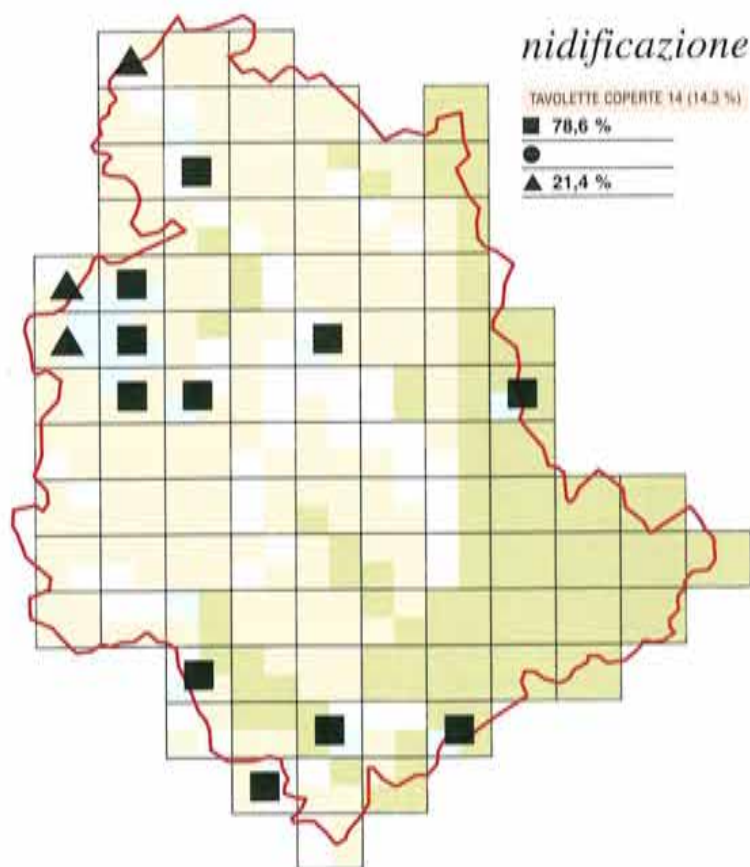 nidificazione
TAVOLETTE COPERTE 14 (14.3 %)
78,6 %
21,4 %